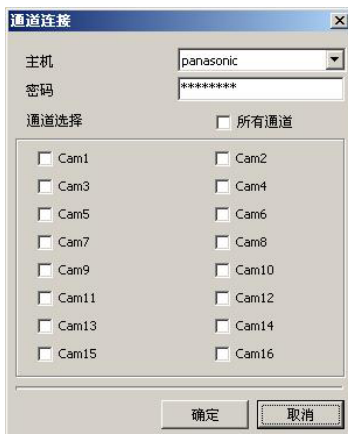 通道连接
主机 panasonic
密码 ********
通道选择 所有通道
Cam1 Cam2
Cam3 Cam4
Cam5 Cam6
Cam7 Cam8
Cam9 Cam10
Cam11 Cam12
Cam13 Cam14
Cam15 Cam16
确定 取消